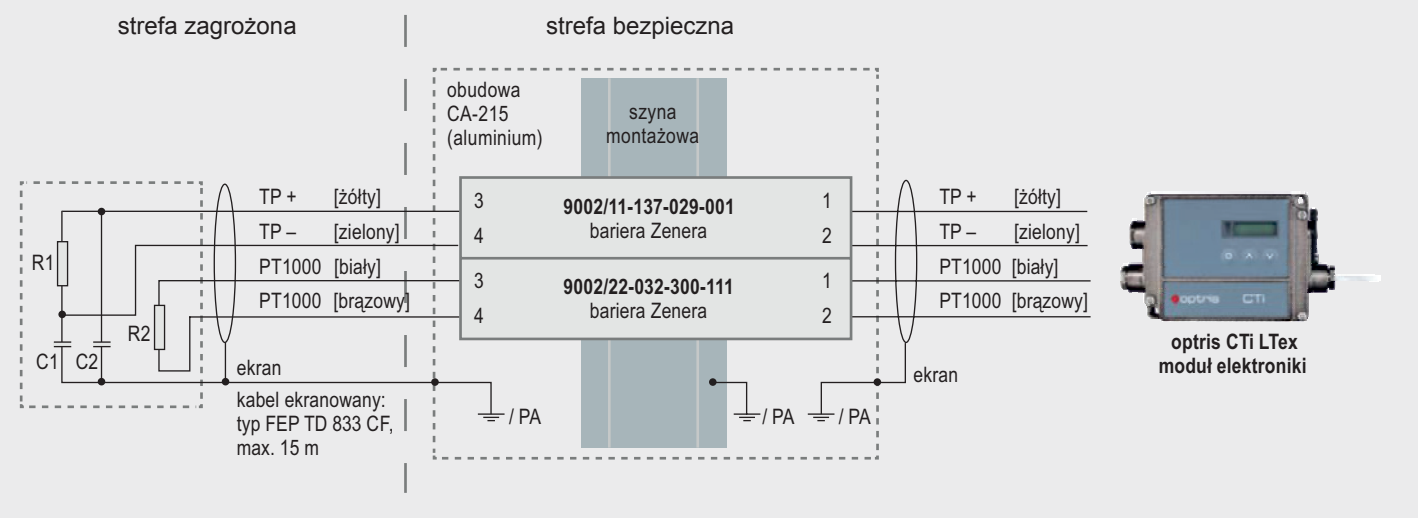 strefa zagrożona
strefa bezpieczna
obudowa
CA-215
(aluminium)
szyna
montażowa
TP + [żółty]
TP – [zielony]
PT1000 [biały]
PT1000 [brązowy]
R1
R2
C1
C2
3
4
9002/11-137-029-001
bariera Zenera
1
2
3
4
9002/22-032-300-111
bariera Zenera
1
2
TP + [żółty]
TP – [zielony]
PT1000 [biały]
PT1000 [brązowy]
ekran
kabel ekranowany:
typ FEP TD 833 CF,
max. 15 m
/ PA
/ PA
/ PA
ekran
optris CTi
optris CTi LTex
moduł elektroniki